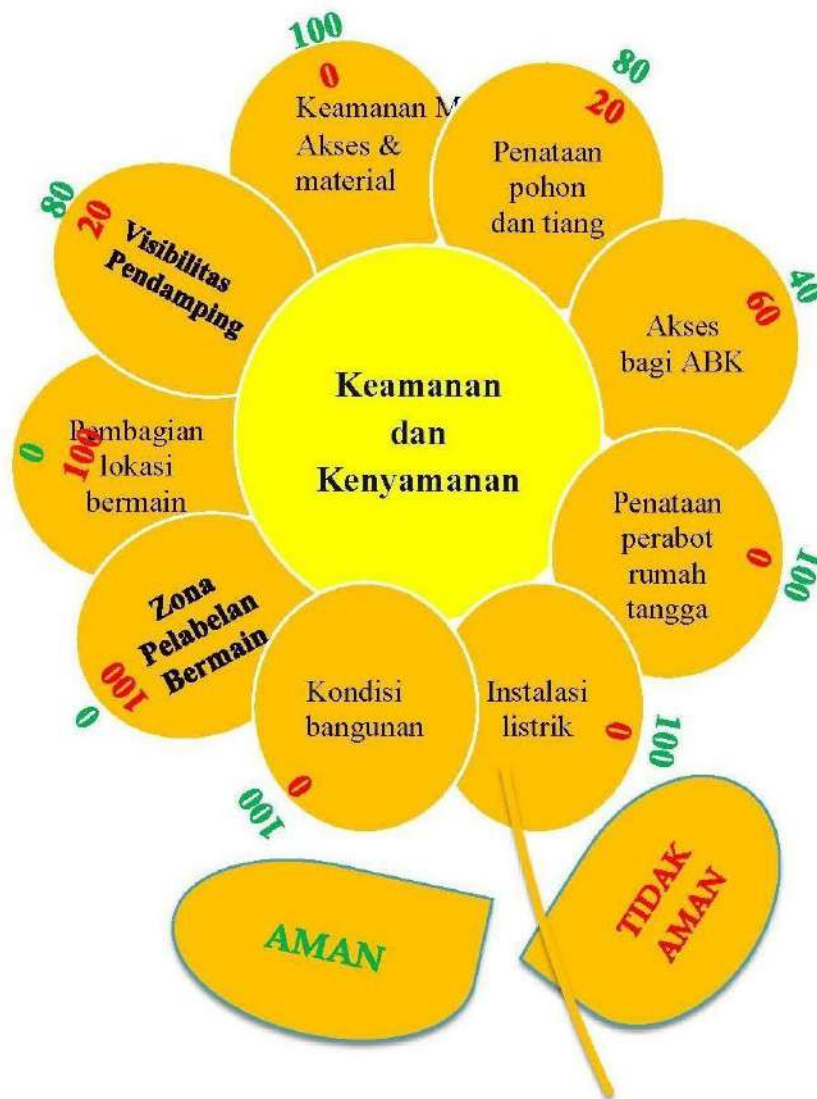 100
0
Keamanan M
Akses &
material
80
20
Penataan
pohon
dan tiang
40
60
Akses
bagi ABK
Penataan
perabot
rumah
tangga
0
100
Instalasi
listrik
0
100
Kondisi
bangunan
0
100
Zona
Pelabelan
Bermain
100
0
Pembagian
lokasi
bermain
100
0
Visibilitas
Pendamping
80
20
Keamanan
dan
Kenyamanan
AMAN
TIDAK
AMAN